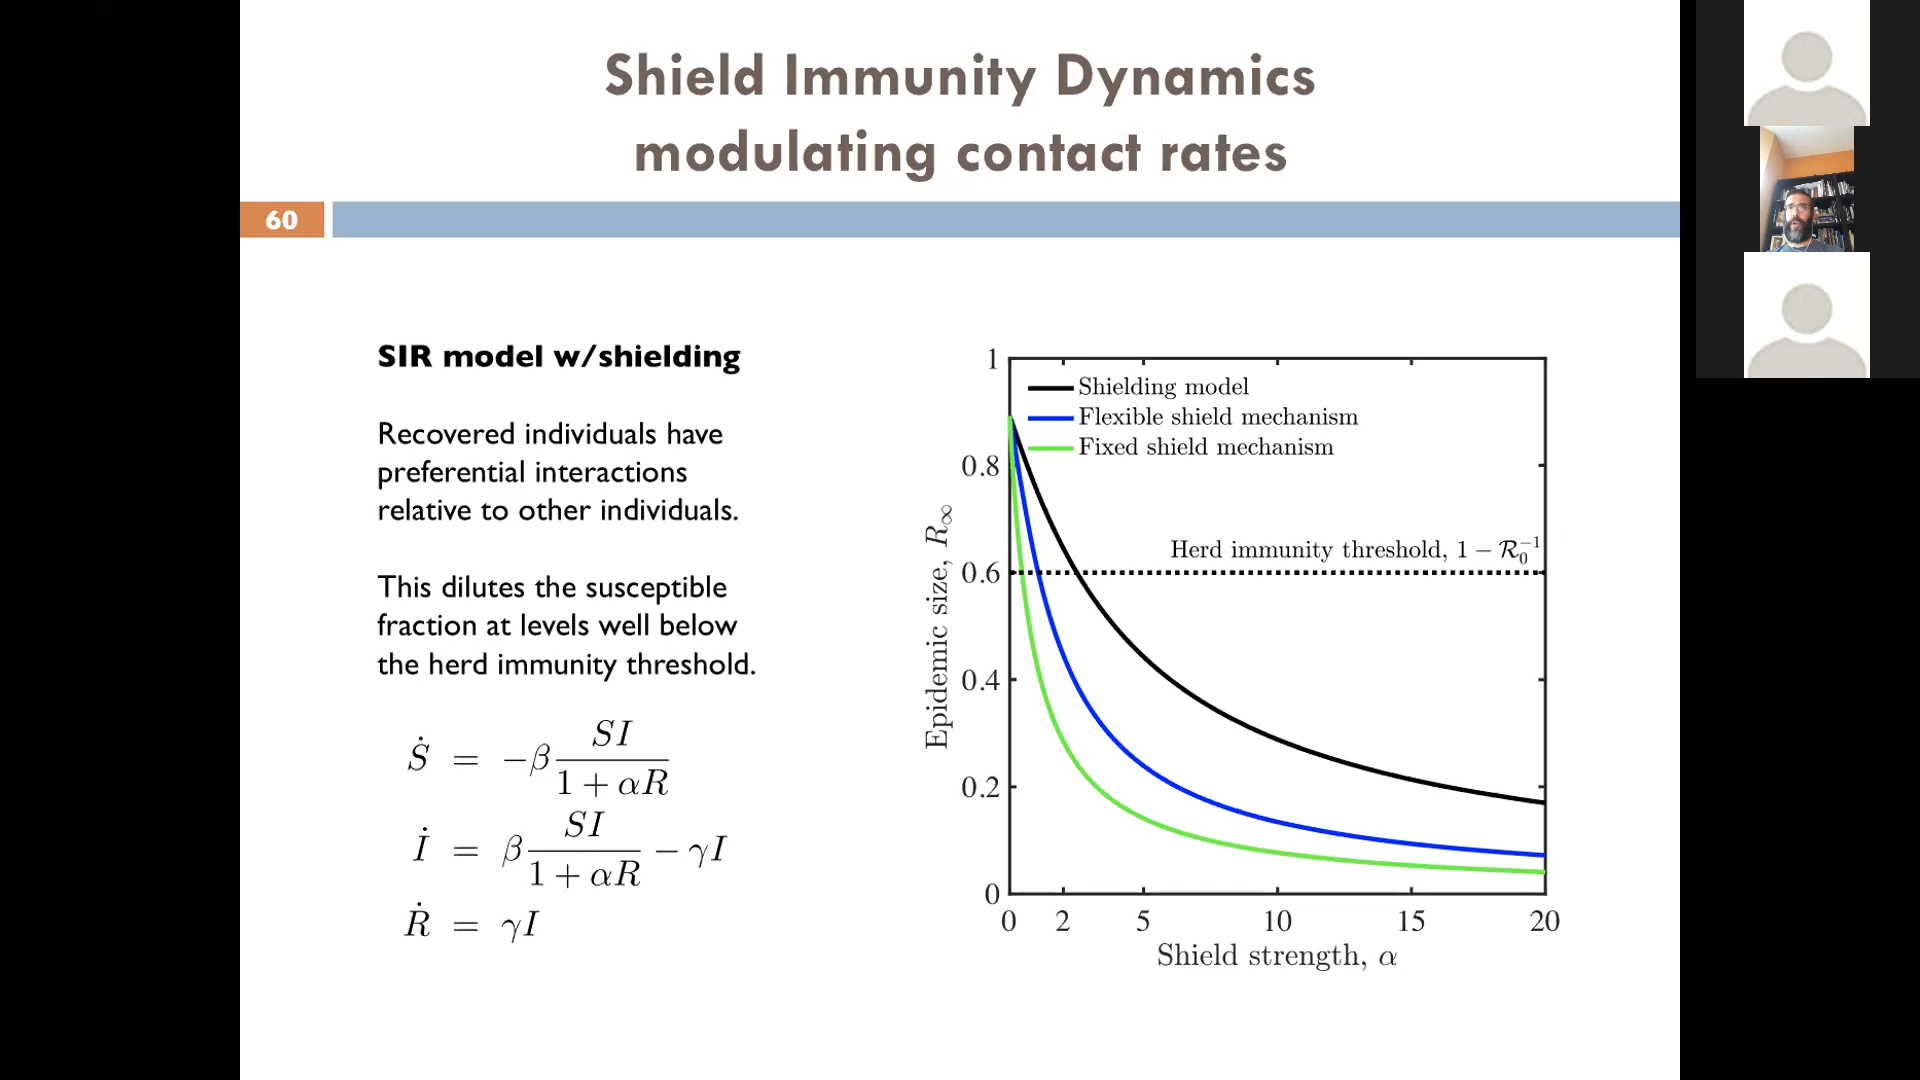 Shield Immunity Dynamics
modulating contact rates
60
SIR model w/shielding
Recovered individuals have
preferential interactions
relative to other individuals.
This dilutes the susceptible
fraction at levels well below
the herd immunity threshold.
Ṡ = −β SI / (1 + αR)
İ = β SI / (1 + αR) − γI
Ṙ = γI
Shielding model
Flexible shield mechanism
Fixed shield mechanism
Herd immunity threshold, 1 − ℛ₀⁻¹
Epidemic size, R∞
1
0.8
0.6
0.4
0.2
0
0 2 5 10 15 20
Shield strength, α